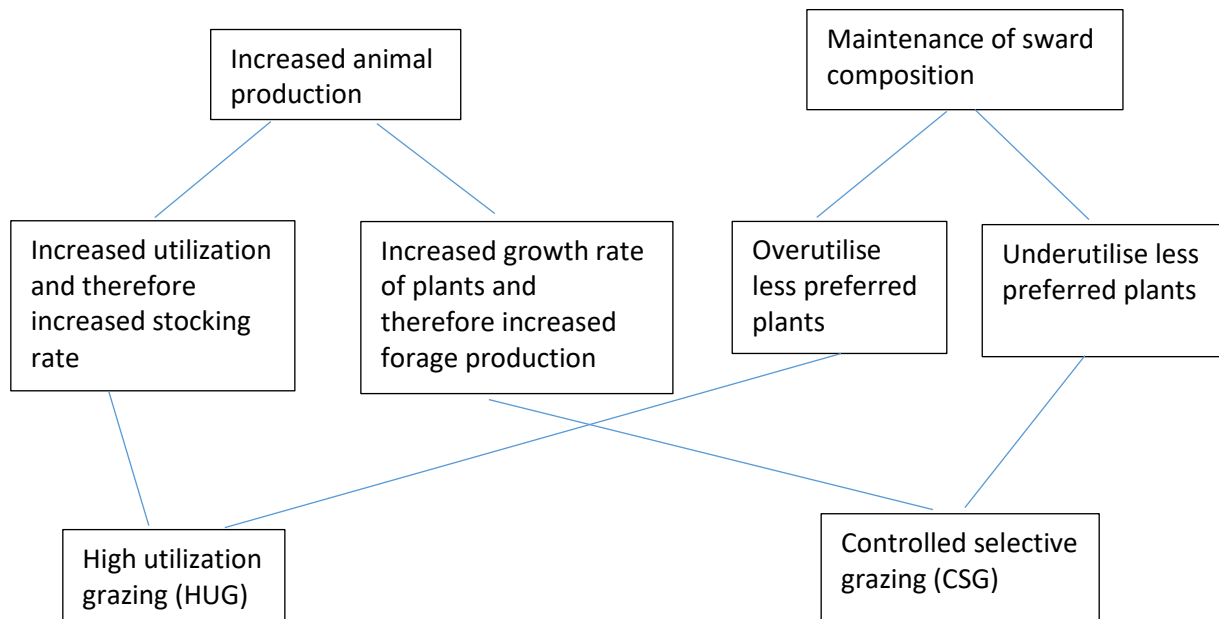 Increased animal
production
Maintenance of sward
composition
Increased utilization
and therefore
increased stocking
rate
Increased growth rate
of plants and
therefore increased
forage production
Overutilise
less preferred
plants
Underutilise less
preferred plants
High utilization
grazing (HUG)
Controlled selective
grazing (CSG)